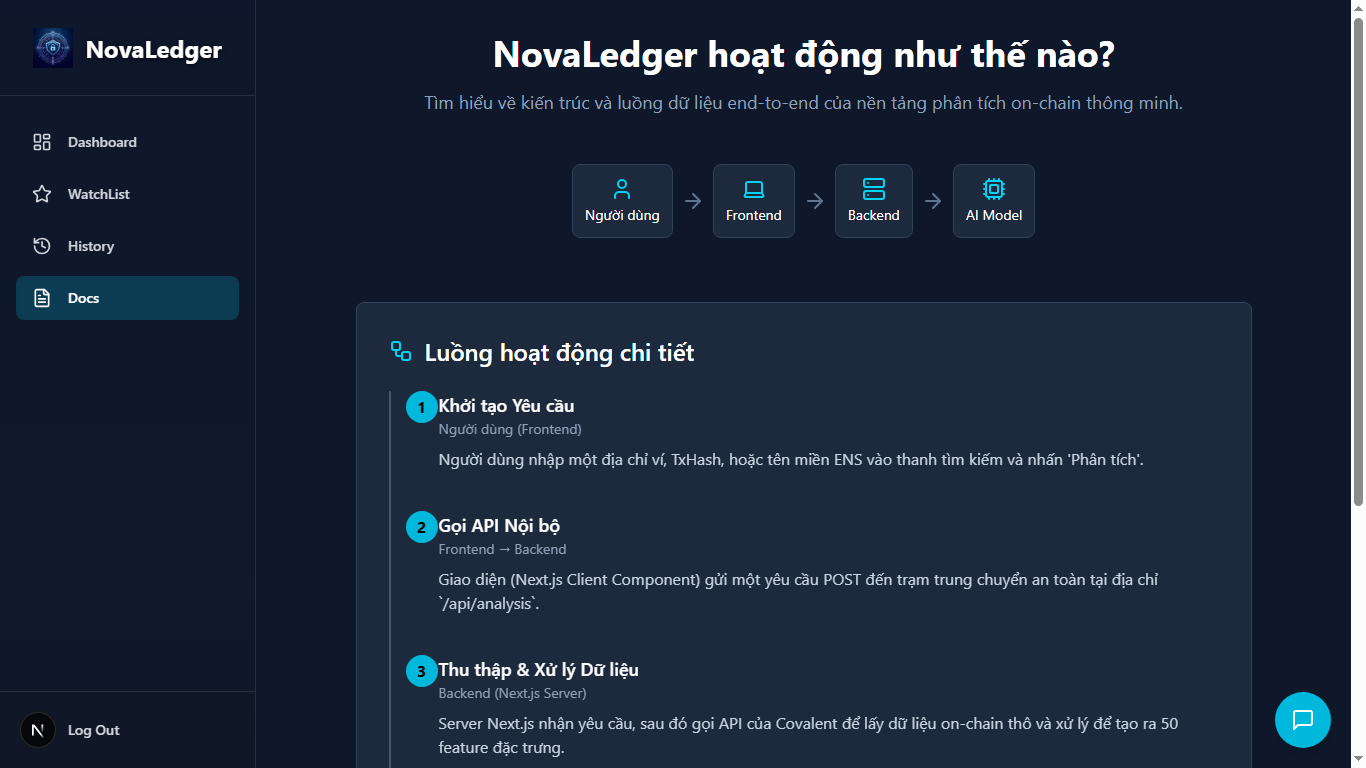 NovaLedger
Dashboard
WatchList
History
Docs
N
Log Out
NovaLedger hoạt động như thế nào?
Tìm hiểu về kiến trúc và luồng dữ liệu end-to-end của nền tảng phân tích on-chain thông minh.
Người dùng
Frontend
Backend
AI Model
Luồng hoạt động chi tiết
1
Khởi tạo Yêu cầu
Người dùng (Frontend)
Người dùng nhập một địa chỉ ví, TxHash, hoặc tên miền ENS vào thanh tìm kiếm và nhấn 'Phân tích'.
2
Gọi API Nội bộ
Frontend → Backend
Giao diện (Next.js Client Component) gửi một yêu cầu POST đến trạm trung chuyển an toàn tại địa chỉ
`/api/analysis`.
3
Thu thập & Xử lý Dữ liệu
Backend (Next.js Server)
Server Next.js nhận yêu cầu, sau đó gọi API của Covalent để lấy dữ liệu on-chain thô và xử lý để tạo ra 50
feature đặc trưng.